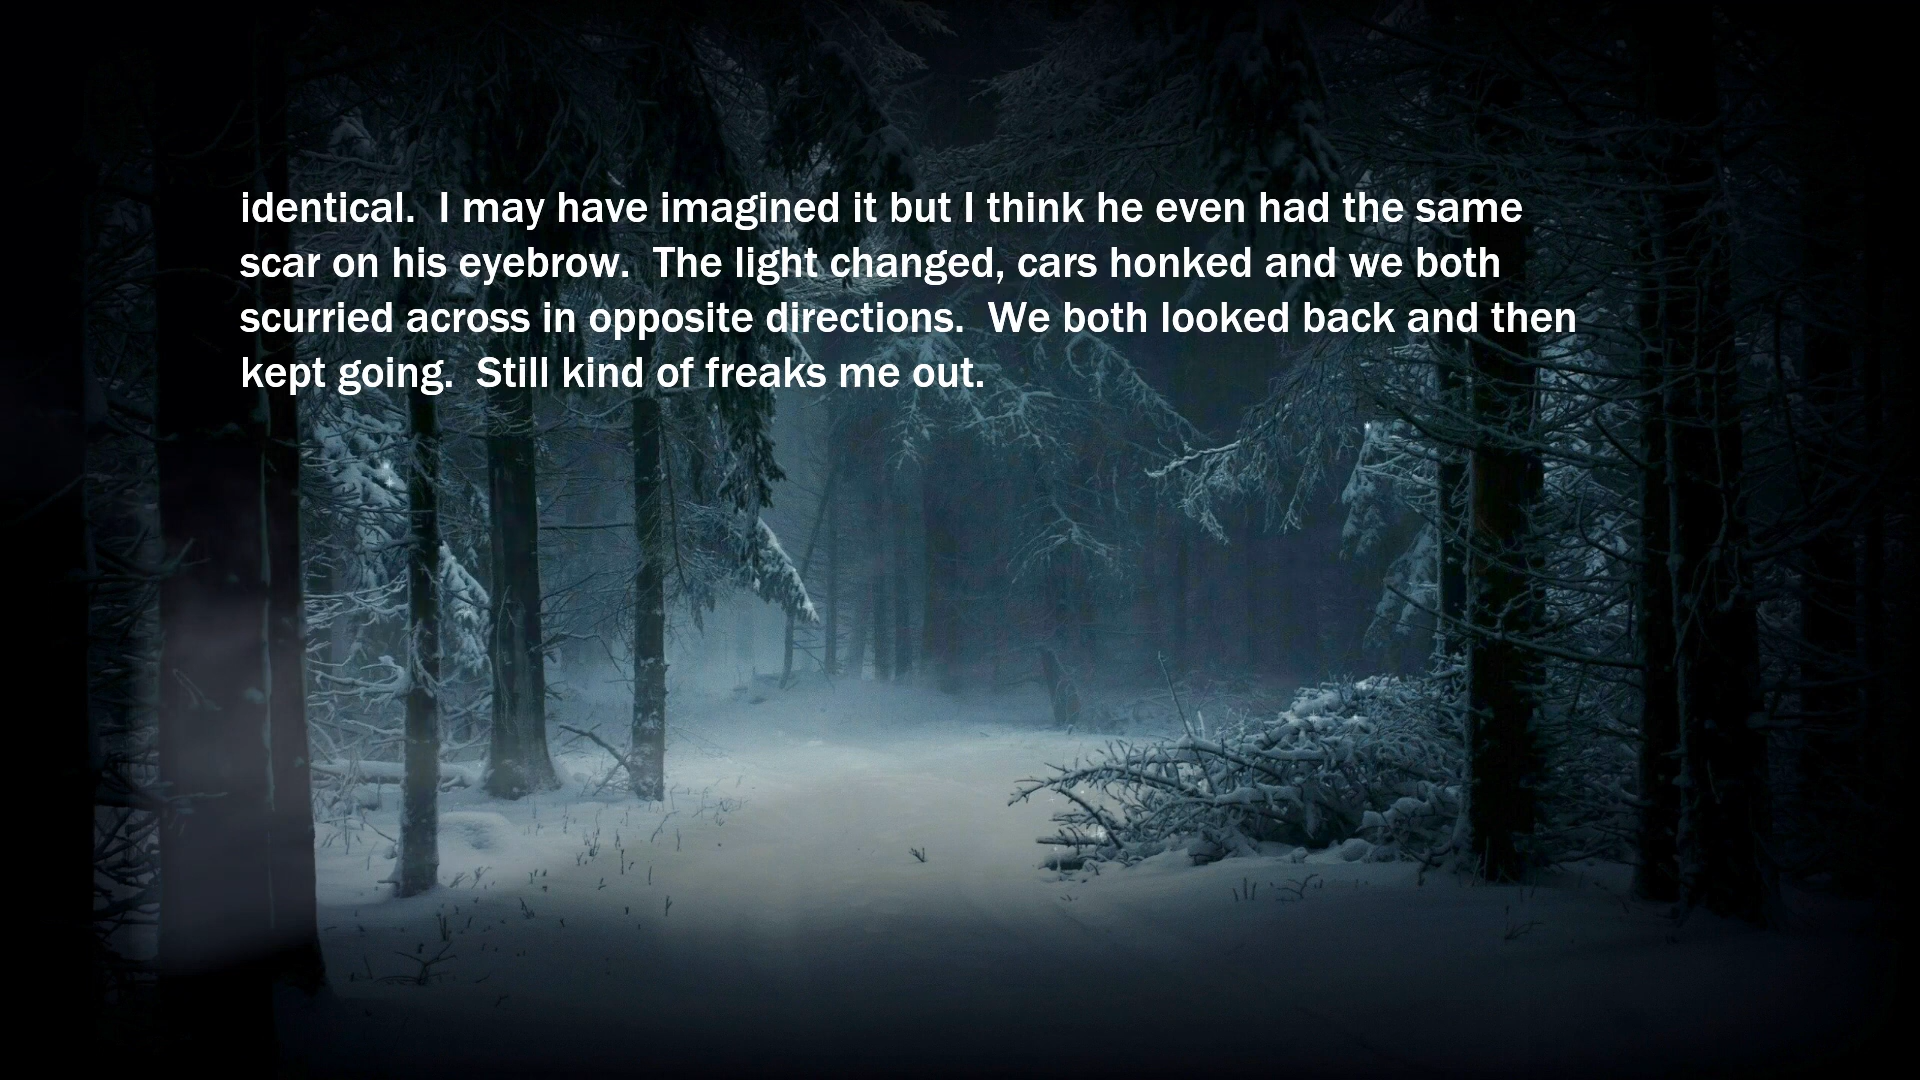 identical.  I may have imagined it but I think he even had the same
scar on his eyebrow.  The light changed, cars honked and we both
scurried across in opposite directions.  We both looked back and then
kept going.  Still kind of freaks me out.